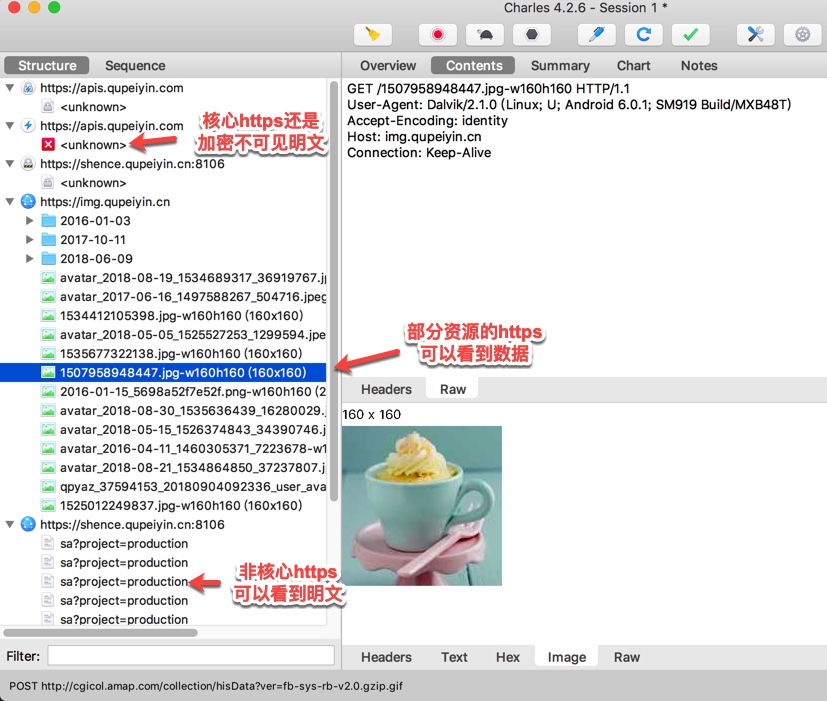 Charles 4.2.6 - Session 1 *
Structure
Sequence
Overview
Contents
Summary
Chart
Notes
https://apis.qupeiyin.com
<unknown>
https://apis.qupeiyin.com
<unknown>
https://shence.qupeiyin.cn:8106
<unknown>
https://img.qupeiyin.cn
2016-01-03
2017-10-11
2018-06-09
avatar_2018-08-19_1534689317_36919767.j
avatar_2017-06-16_1497588267_504716.jpeg
1534412105398.jpg-w160h160 (160x160)
avatar_2018-05-05_1525527253_1299594.jpe
1535677322138.jpg-w160h160 (160x160)
1507958948447.jpg-w160h160 (160x160)
2016-01-15_5698a52f7e52f.png-w160h160 (2
avatar_2018-08-30_1535636439_16280029.j
avatar_2018-05-15_1526374843_34390746.j
avatar_2016-04-11_1460305371_7223678-w1
avatar_2018-08-21_1534864850_37237807.j
qpyaz_37594153_20180904092336_user_ava
1525012249837.jpg-w160h160 (160x160)
https://shence.qupeiyin.cn:8106
sa?project=production
sa?project=production
sa?project=production
sa?project=production
sa?project=production
核心https还是
加密不可见明文
部分资源的https
可以看到数据
非核心https
可以看到明文
GET /1507958948447.jpg-w160h160 HTTP/1.1
User-Agent: Dalvik/2.1.0 (Linux; U; Android 6.0.1; SM919 Build/MXB48T)
Accept-Encoding: identity
Host: img.qupeiyin.cn
Connection: Keep-Alive
Headers
Raw
160 x 160
Headers
Text
Hex
Image
Raw
Filter:
POST http://cgicol.amap.com/collection/hisData?ver=fb-sys-rb-v2.0.gzip.gif